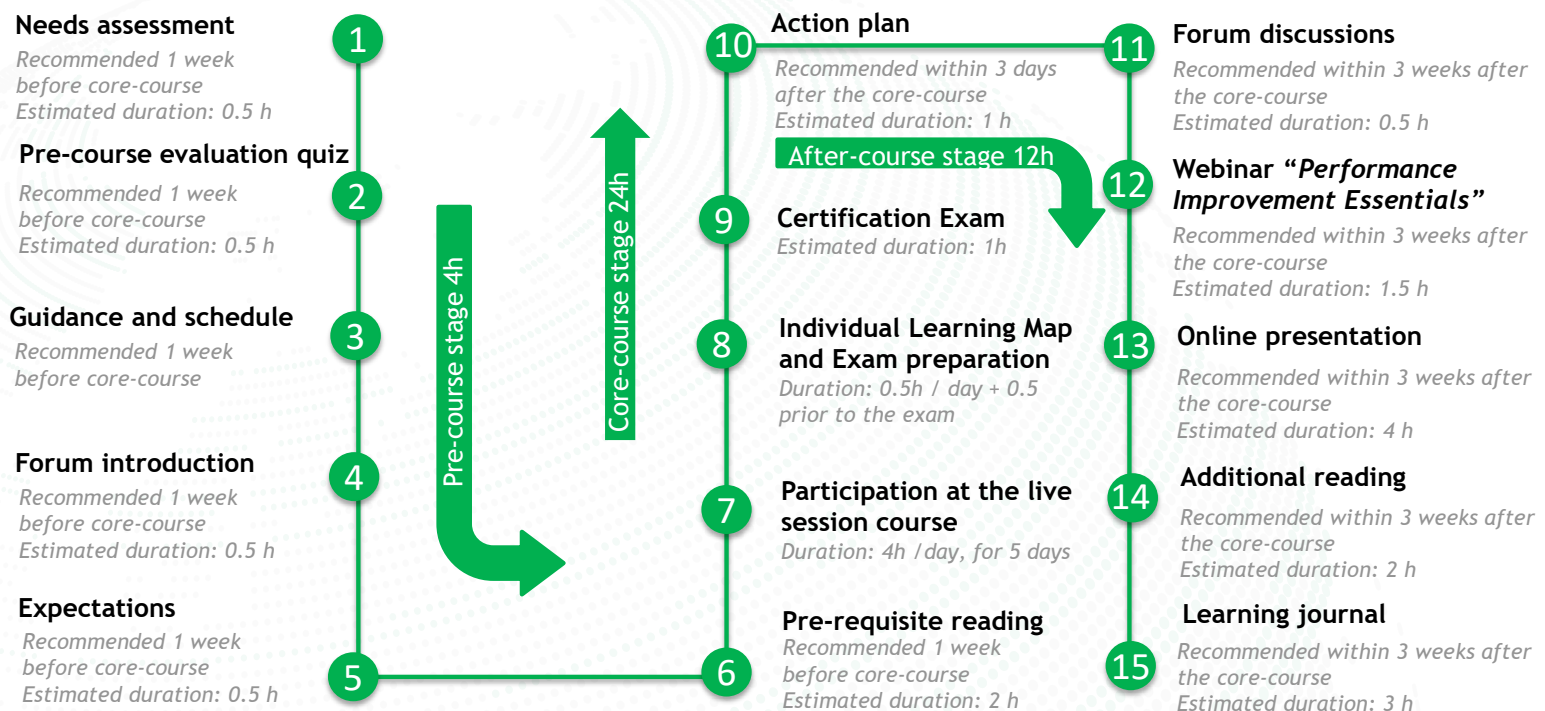 Needs assessment
Recommended 1 week
before core-course
Estimated duration: 0.5 h
1
Pre-course evaluation quiz
Recommended 1 week
before core-course
Estimated duration: 0.5 h
2
Guidance and schedule
Recommended 1 week
before core-course
3
Forum introduction
Recommended 1 week
before core-course
Estimated duration: 0.5 h
4
Expectations
Recommended 1 week
before core-course
Estimated duration: 0.5 h
5
Pre-course stage 4h
Core-course stage 24h
10
Action plan
Recommended within 3 days
after the core-course
Estimated duration: 1 h
After-course stage 12h
9
Certification Exam
Estimated duration: 1h
8
Individual Learning Map
and Exam preparation
Duration: 0.5h / day + 0.5
prior to the exam
7
Participation at the live
session course
Duration: 4h /day, for 5 days
6
Pre-requisite reading
Recommended 1 week
before core-course
Estimated duration: 2 h
11
Forum discussions
Recommended within 3 weeks after
the core-course
Estimated duration: 0.5 h
12
Webinar “Performance
Improvement Essentials”
Recommended within 3 weeks after
the core-course
Estimated duration: 1.5 h
13
Online presentation
Recommended within 3 weeks after
the core-course
Estimated duration: 4 h
14
Additional reading
Recommended within 3 weeks after
the core-course
Estimated duration: 2 h
15
Learning journal
Recommended within 3 weeks after
the core-course
Estimated duration: 3 h